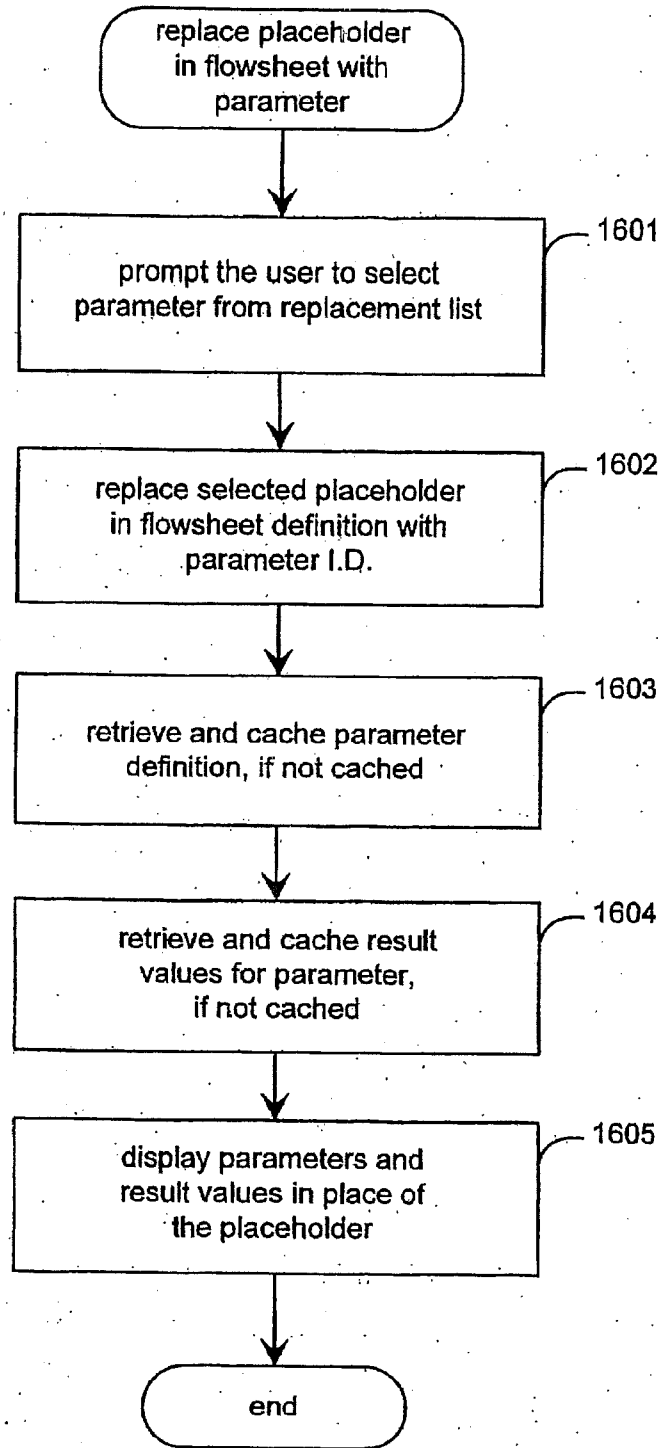 replace placeholder
in flowsheet with
parameter
1601
prompt the user to select
parameter from replacement list
1602
replace selected placeholder
in flowsheet definition with
parameter I.D.
1603
retrieve and cache parameter
definition, if not cached
1604
retrieve and cache result
values for parameter,
if not cached
1605
display parameters and
result values in place of
the placeholder
end